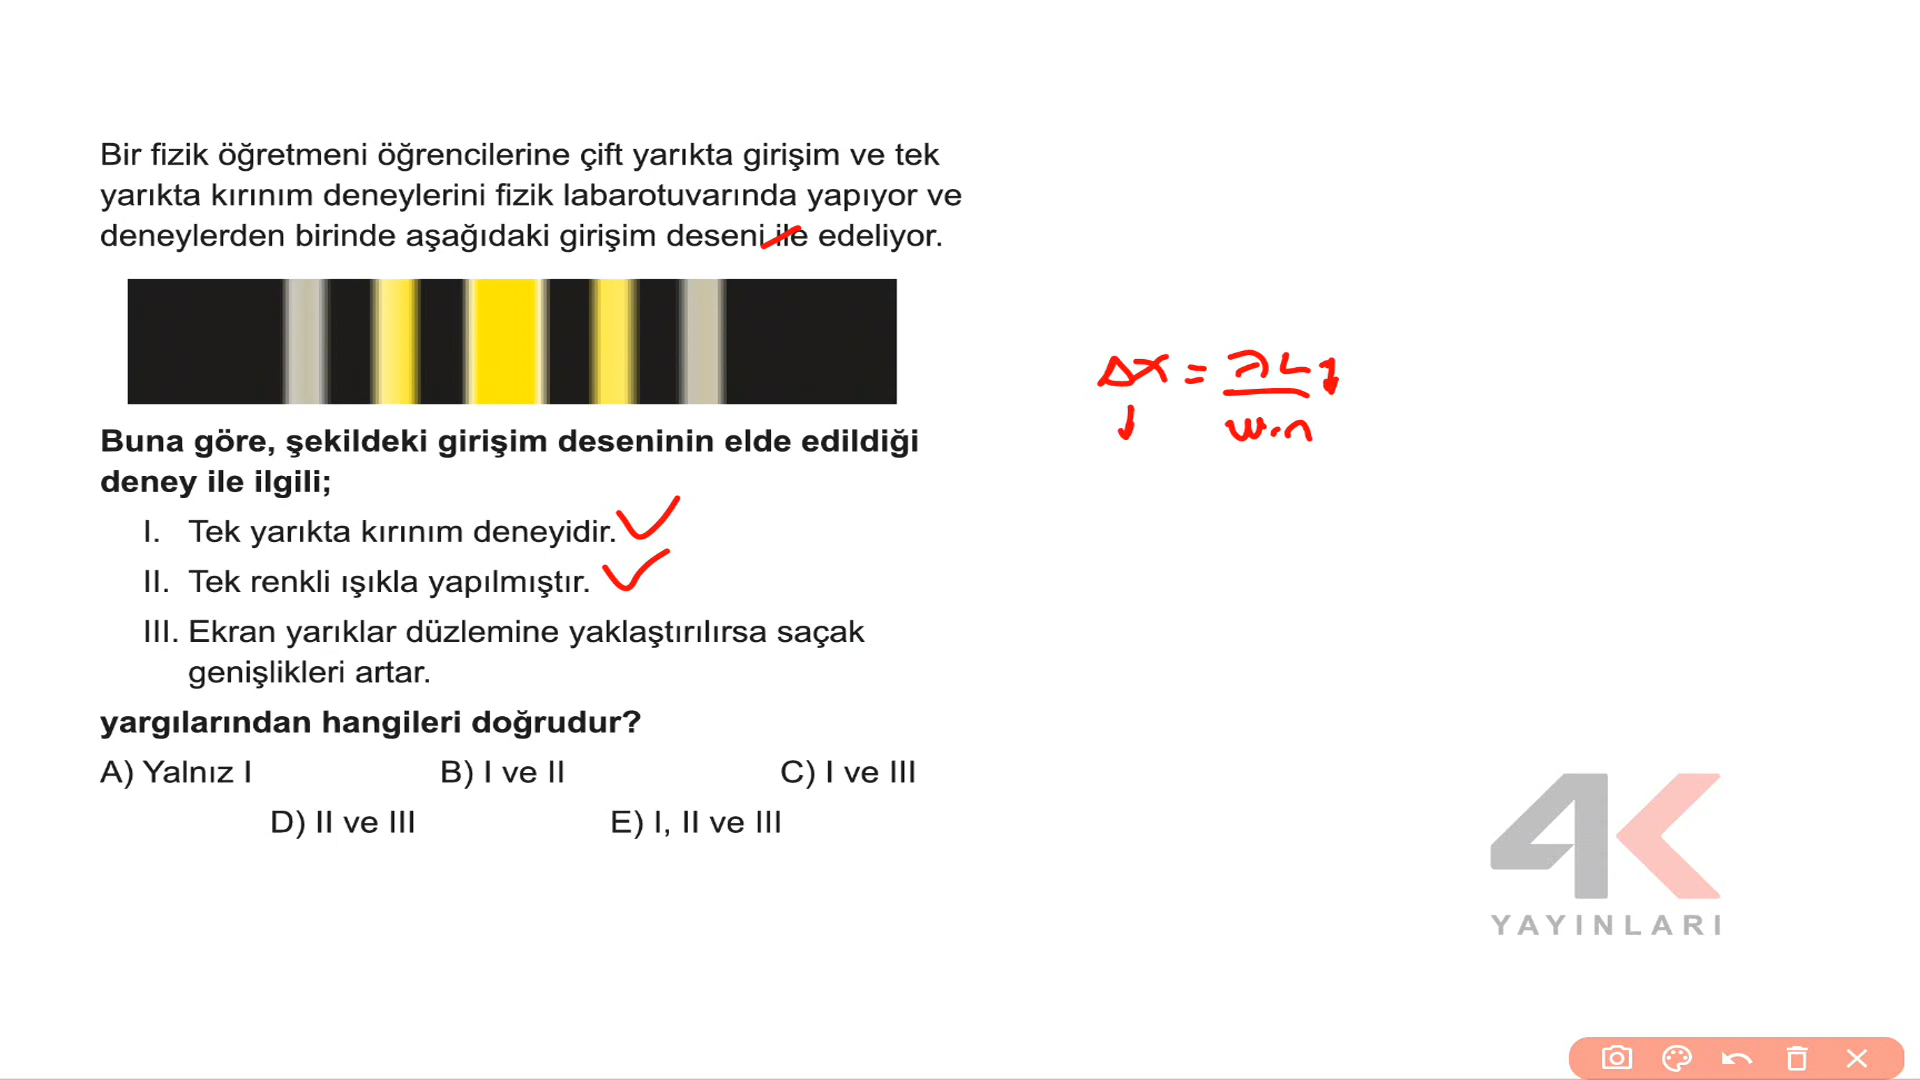 Bir fizik öğretmeni öğrencilerine çift yarıkta girişim ve tek
yarıkta kırınım deneylerini fizik labarotuvarında yapıyor ve
deneylerden birinde aşağıdaki girişim deseni ile edeliyor.
Δx = λL
w.n
Buna göre, şekildeki girişim deseninin elde edildiği
deney ile ilgili;
I. Tek yarıkta kırınım deneyidir.
II. Tek renkli ışıkla yapılmıştır.
III. Ekran yarıklar düzlemine yaklaştırılırsa saçak
genişlikleri artar.
yargılarından hangileri doğrudur?
A) Yalnız I B) I ve II C) I ve III
D) II ve III E) I, II ve III
4K
YAYINLARI